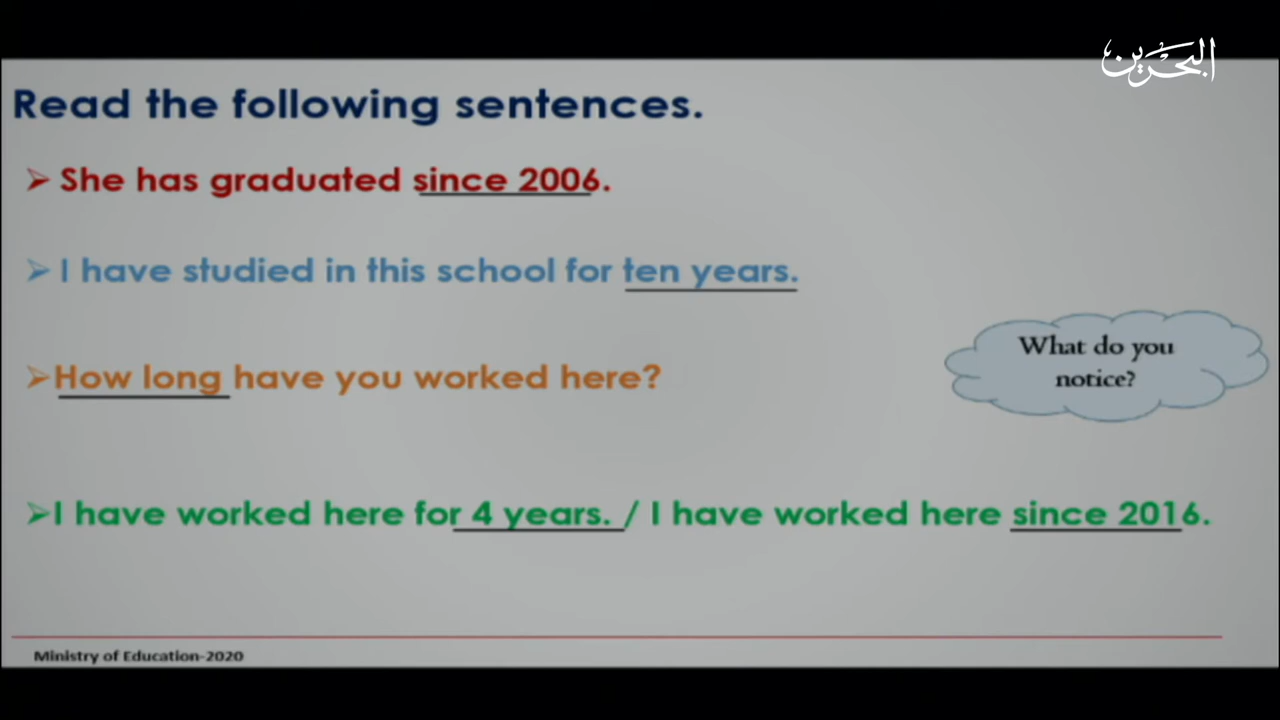 البحرين
Read the following sentences.
➢ She has graduated since 2006.
➢ I have studied in this school for ten years.
➢How long have you worked here?
What do you
notice?
➢I have worked here for 4 years. / I have worked here since 2016.
Ministry of Education-2020